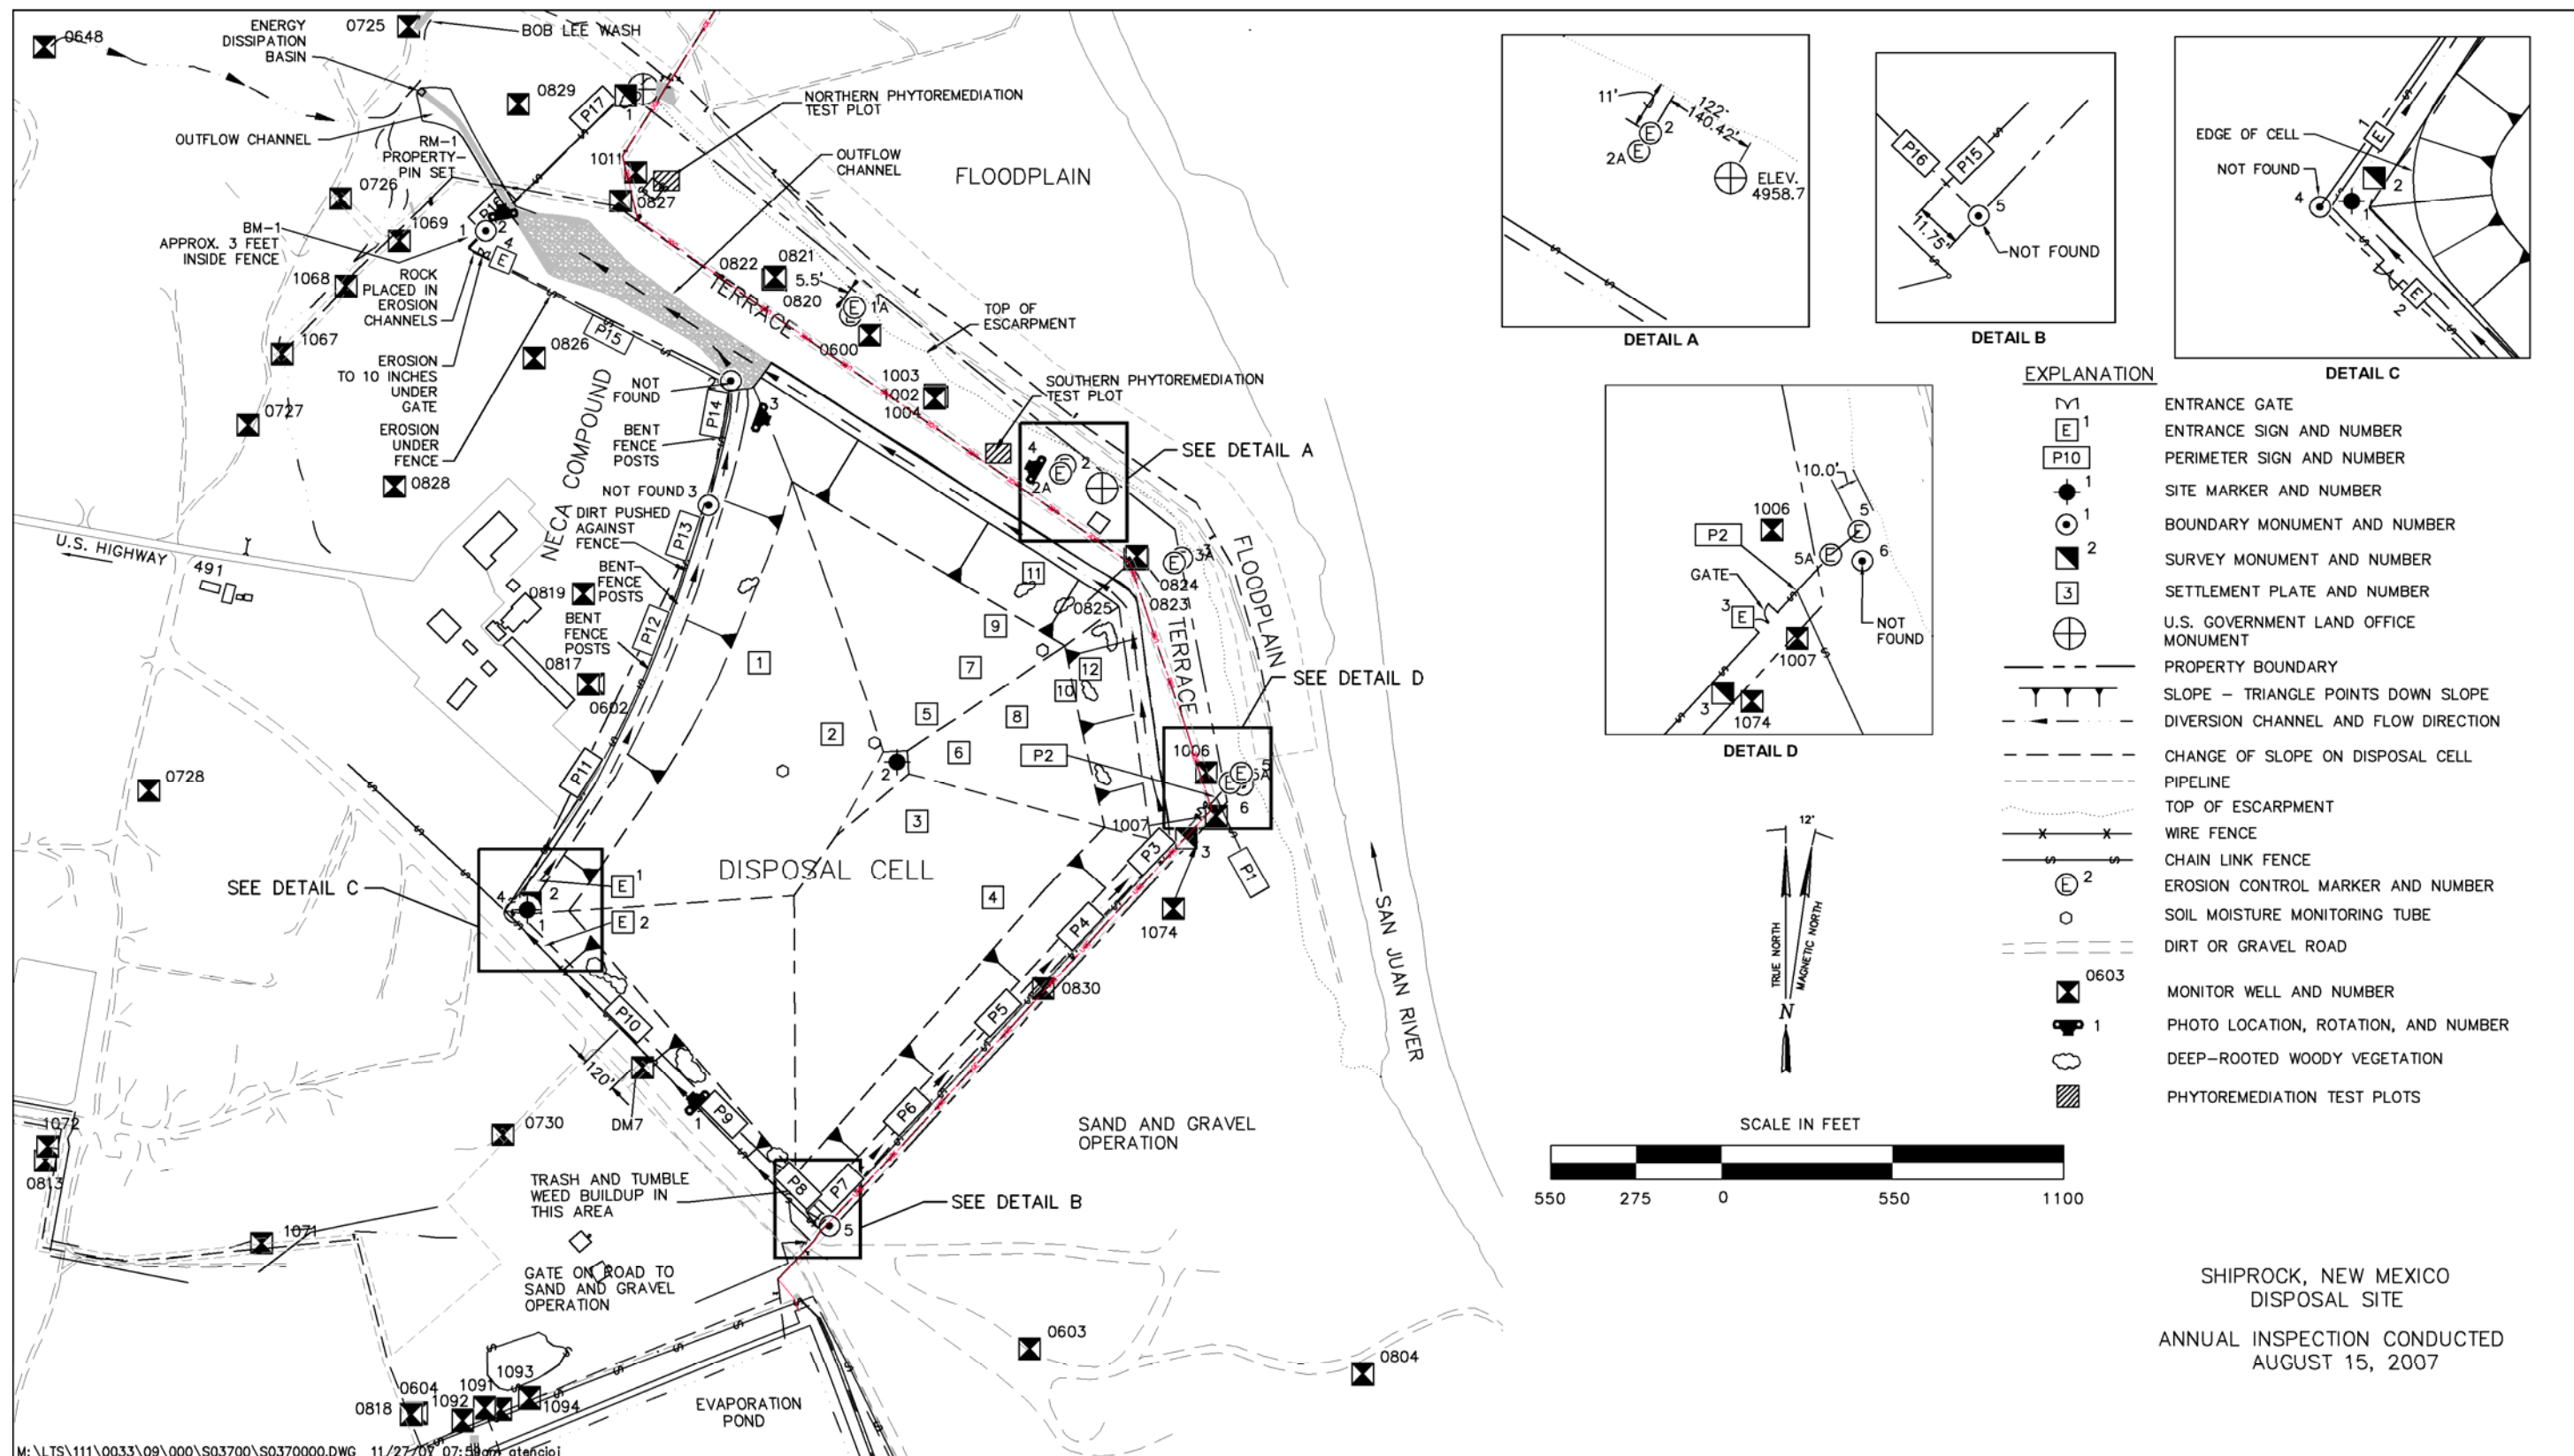 0648
ENERGY
DISSIPATION
BASIN
0725
BOB LEE WASH
0829
P17
1
NORTHERN PHYTOREMEDIATION
TEST PLOT
OUTFLOW CHANNEL
RM-1
PROPERTY-
PIN SET
1011
OUTFLOW
CHANNEL
FLOODPLAIN
0726
0827
P16
1069
BM-1
APPROX. 3 FEET
INSIDE FENCE
1
2
4
E
1068
ROCK
PLACED IN
EROSION
CHANNELS
0822
0821
5.5'
0820
1A
E
TERRACE
TOP OF
ESCARPMENT
0600
1067
P15
0826
EROSION
TO 10 INCHES
UNDER
GATE
NOT
FOUND
2
3
1003
1002
1004
SOUTHERN PHYTOREMEDIATION
TEST PLOT
0727
NECA COMPOUND
P14
EROSION
UNDER
FENCE
BENT
FENCE
POSTS
SEE DETAIL A
4
E
2
2A
0828
NOT FOUND 3
DIRT PUSHED
AGAINST
FENCE
P13
U.S. HIGHWAY
491
BENT
FENCE
POSTS
0819
P12
BENT
FENCE
POSTS
0817
0602
11
0825
0824
0823
3A
E
FLOODPLAIN
TERRACE
9
7
12
10
8
1
5
2
6
SEE DETAIL D
P2
1006
E
5
5A
6
1007
2
3
DISPOSAL CELL
P11
0728
SEE DETAIL C
4
2
1
E 1
E 2
4
P3
3
P1
P4
1074
P5
0830
SAN JUAN RIVER
P10
120'
DM7
1
P9
P6
0730
SAND AND GRAVEL
OPERATION
1072
0813
TRASH AND TUMBLE
WEED BUILDUP IN
THIS AREA
P8
P7
SEE DETAIL B
5
1071
GATE ON ROAD TO
SAND AND GRAVEL
OPERATION
0603
0804
0818
0604
1092
1091
1093
1094
EVAPORATION
POND
M:\LTS\111\0033\09\000\S03700\S0370000.DWG 11/27/07 07:59am atencioj
11'
122'
140.42'
E 2
2A E
ELEV.
4958.7
DETAIL A
P16
P15
5
11.75'
NOT FOUND
DETAIL B
1
E
EDGE OF CELL
NOT FOUND
2
4
1
E
2
DETAIL C
10.0'
1006
5
E
P2
5A E
6
GATE
3
E
NOT
FOUND
1007
3
1074
DETAIL D
EXPLANATION
ENTRANCE GATE
E 1 ENTRANCE SIGN AND NUMBER
P10 PERIMETER SIGN AND NUMBER
1 SITE MARKER AND NUMBER
1 BOUNDARY MONUMENT AND NUMBER
2 SURVEY MONUMENT AND NUMBER
3 SETTLEMENT PLATE AND NUMBER
U.S. GOVERNMENT LAND OFFICE
MONUMENT
PROPERTY BOUNDARY
SLOPE - TRIANGLE POINTS DOWN SLOPE
DIVERSION CHANNEL AND FLOW DIRECTION
CHANGE OF SLOPE ON DISPOSAL CELL
PIPELINE
TOP OF ESCARPMENT
WIRE FENCE
CHAIN LINK FENCE
E 2 EROSION CONTROL MARKER AND NUMBER
SOIL MOISTURE MONITORING TUBE
DIRT OR GRAVEL ROAD
0603 MONITOR WELL AND NUMBER
1 PHOTO LOCATION, ROTATION, AND NUMBER
DEEP-ROOTED WOODY VEGETATION
PHYTOREMEDIATION TEST PLOTS
12'
TRUE NORTH
MAGNETIC NORTH
N
SCALE IN FEET
550 275 0 550 1100
SHIPROCK, NEW MEXICO
DISPOSAL SITE
ANNUAL INSPECTION CONDUCTED
AUGUST 15, 2007